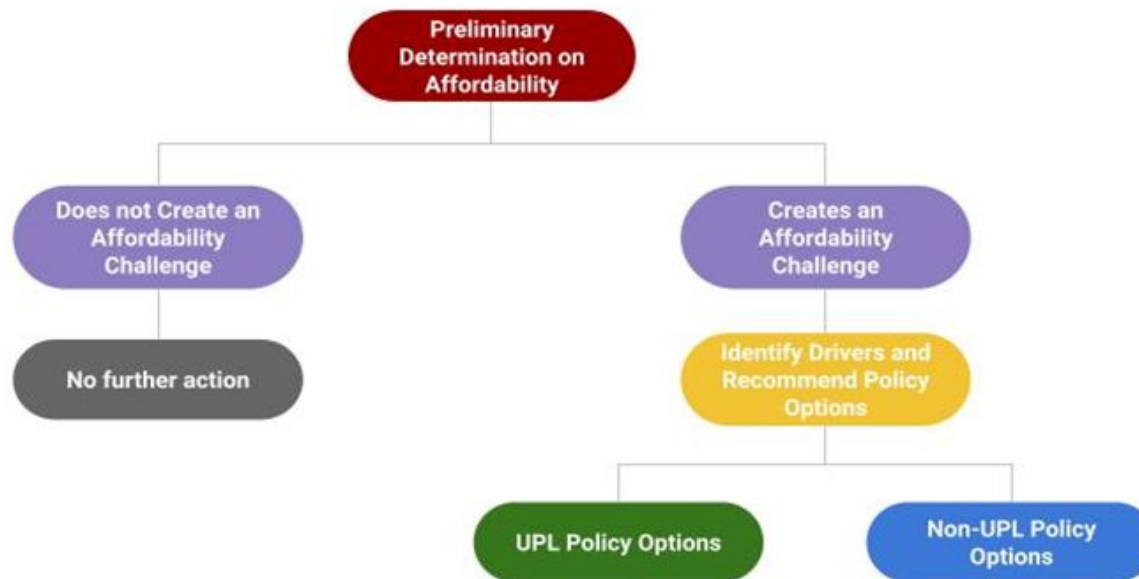 Preliminary
Determination on
Affordability
Does not Create an
Affordability
Challenge
Creates an
Affordability
Challenge
No further action
Identify Drivers and
Recommend Policy
Options
UPL Policy Options
Non-UPL Policy
Options